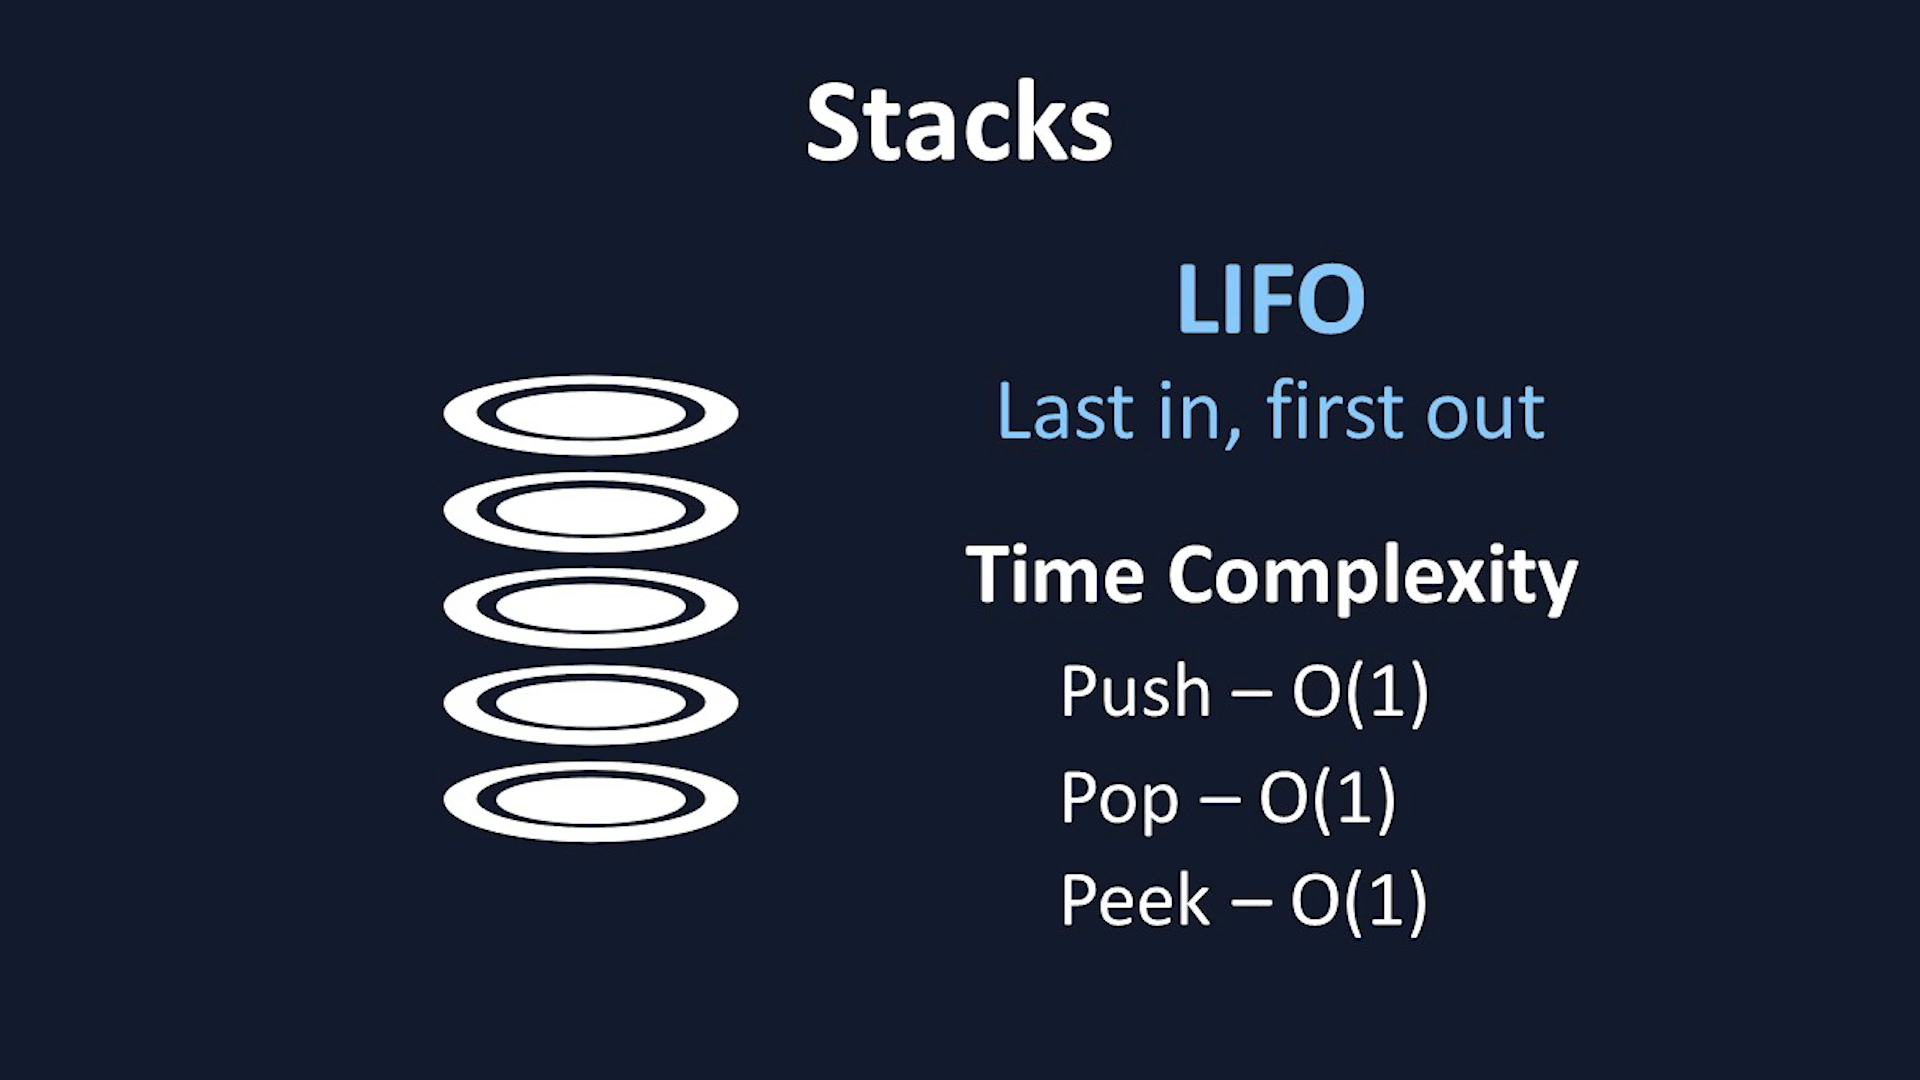 Stacks
LIFO
Last in, first out
Time Complexity
Push – O(1)
Pop – O(1)
Peek – O(1)